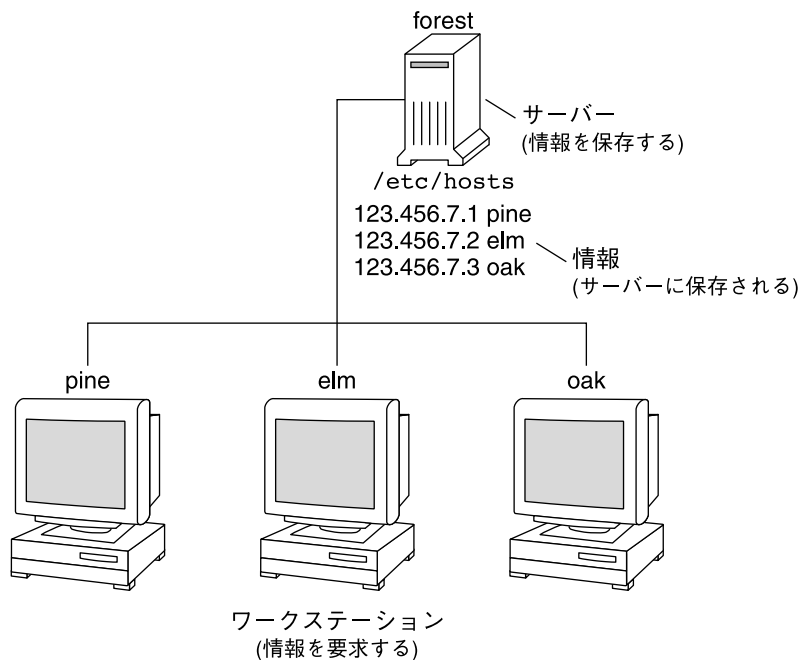 forest
サーバー
(情報を保存する)
/etc/hosts
123.456.7.1 pine
123.456.7.2 elm
123.456.7.3 oak
情報
(サーバーに保存される)
pine
elm
oak
ワークステーション
(情報を要求する)